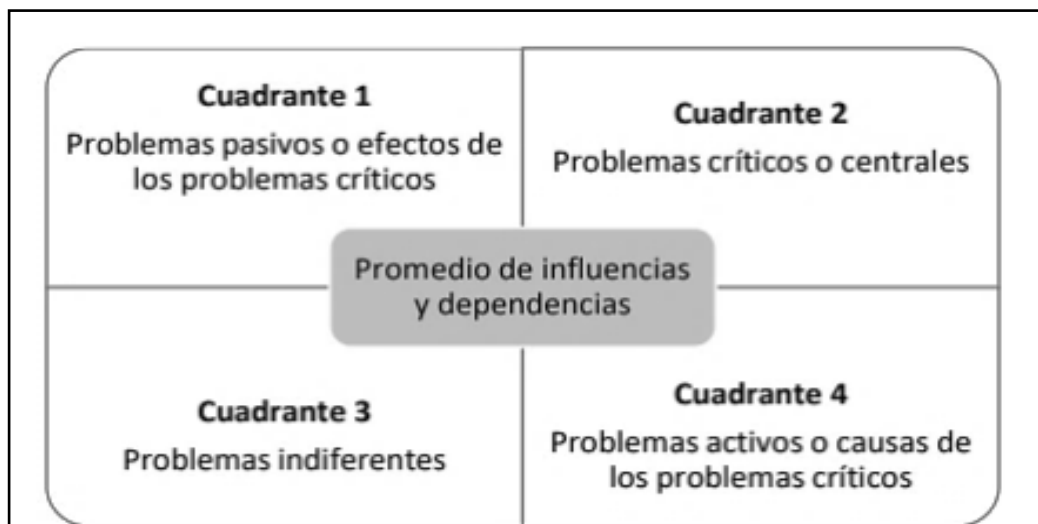 Cuadrante 1
Problemas pasivos o efectos de
los problemas críticos
Cuadrante 2
Problemas críticos o centrales
Promedio de influencias
y dependencias
Cuadrante 3
Problemas indiferentes
Cuadrante 4
Problemas activos o causas de
los problemas críticos